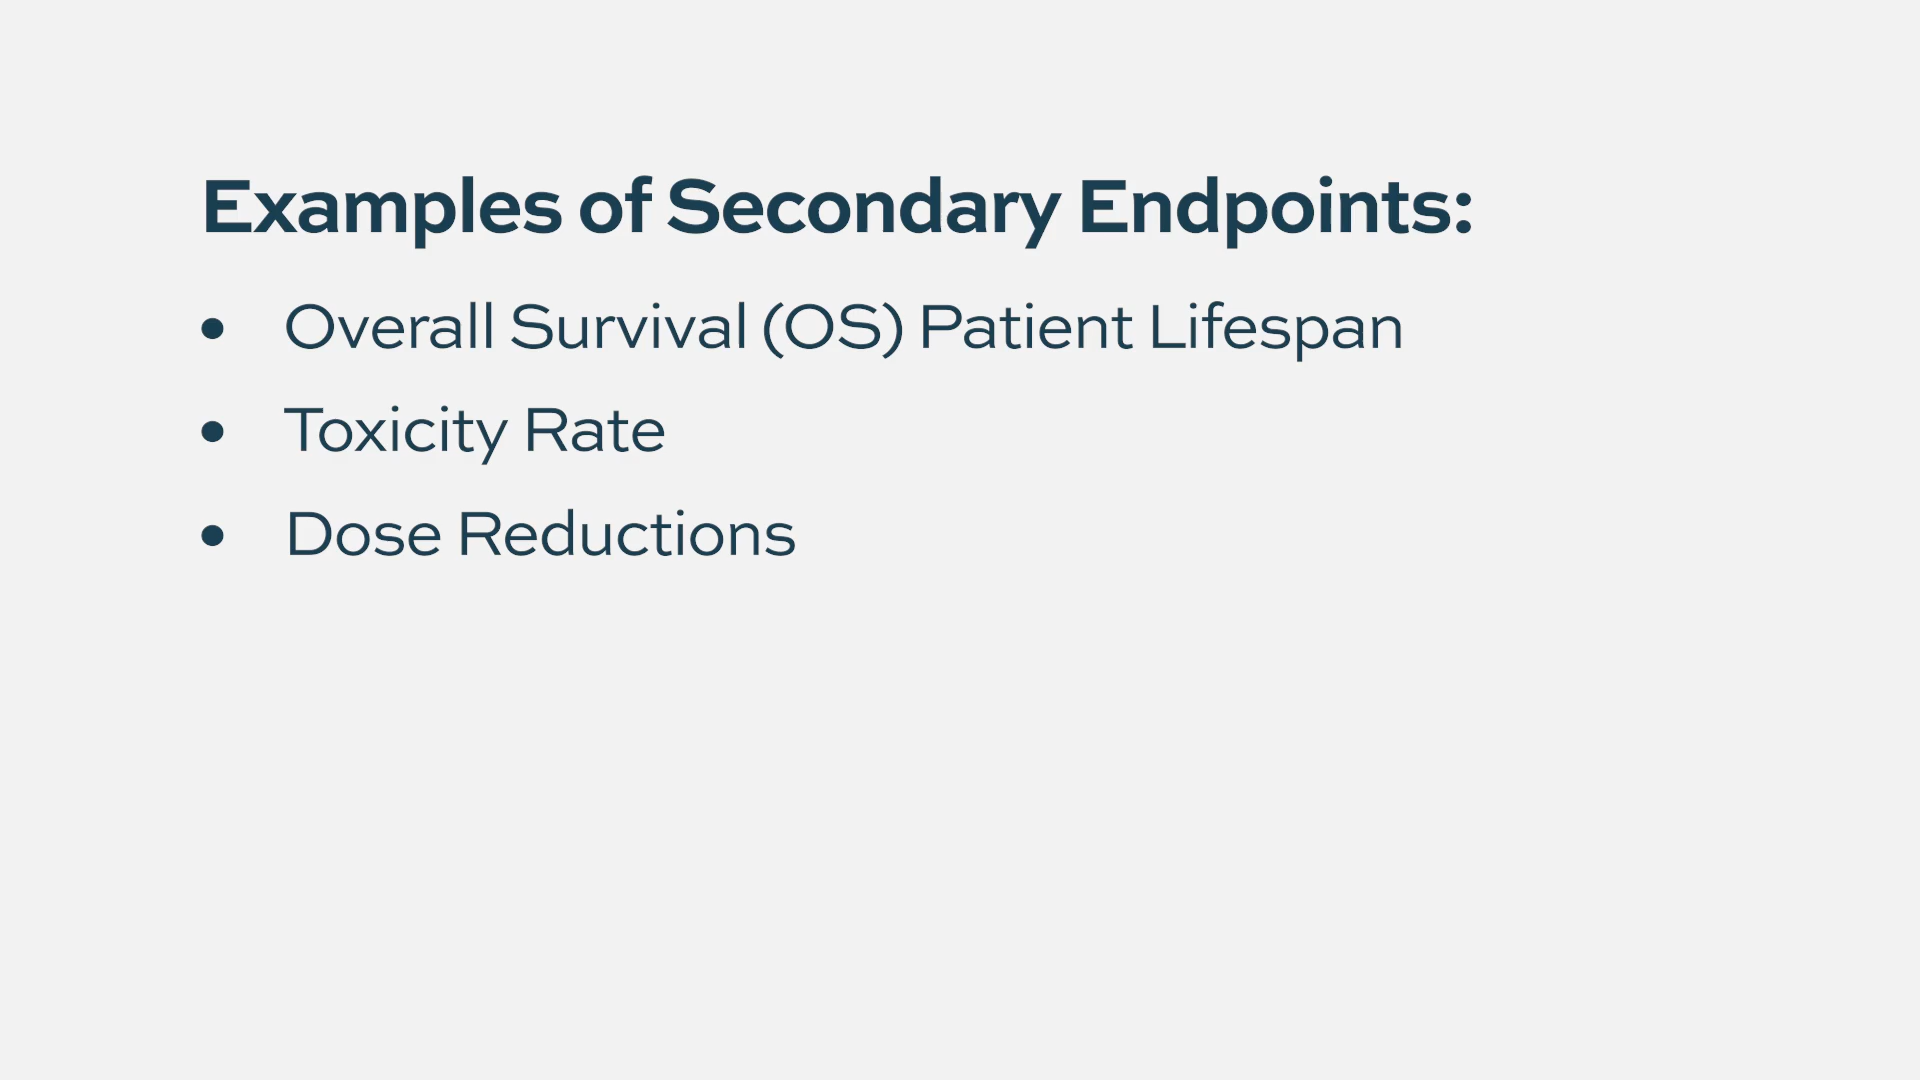 Examples of Secondary Endpoints:
• Overall Survival (OS) Patient Lifespan
• Toxicity Rate
• Dose Reductions